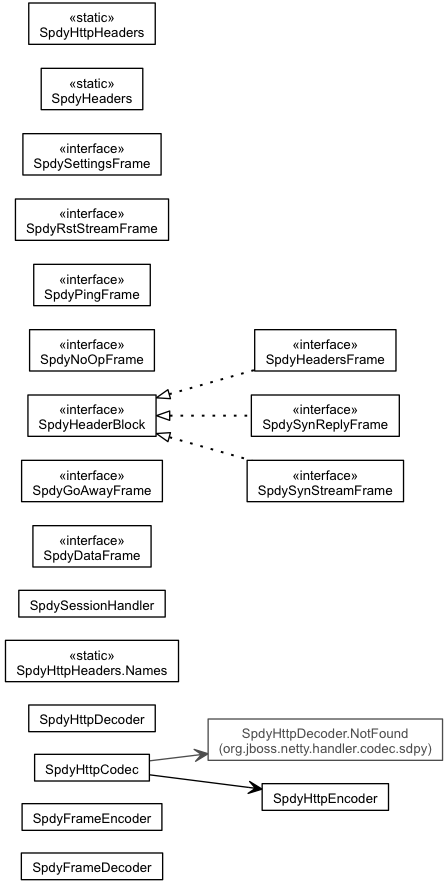 «static»
SpdyHttpHeaders
«static»
SpdyHeaders
«interface»
SpdySettingsFrame
«interface»
SpdyRstStreamFrame
«interface»
SpdyPingFrame
«interface»
SpdyNoOpFrame
«interface»
SpdyHeadersFrame
«interface»
SpdyHeaderBlock
«interface»
SpdySynReplyFrame
«interface»
SpdyGoAwayFrame
«interface»
SpdySynStreamFrame
«interface»
SpdyDataFrame
SpdySessionHandler
«static»
SpdyHttpHeaders.Names
SpdyHttpDecoder
SpdyHttpDecoder.NotFound
(org.jboss.netty.handler.codec.sdpy)
SpdyHttpCodec
SpdyHttpEncoder
SpdyFrameEncoder
SpdyFrameDecoder